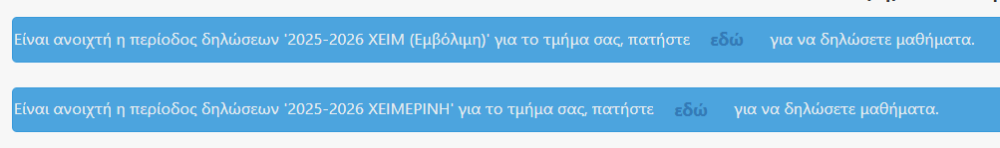 Είναι ανοιχτή η περίοδος δηλώσεων '2025-2026 ΧΕΙΜ (Εμβόλιμη)' για το τμήμα σας, πατήστε εδώ για να δηλώσετε μαθήματα.
Είναι ανοιχτή η περίοδος δηλώσεων '2025-2026 ΧΕΙΜΕΡΙΝΗ' για το τμήμα σας, πατήστε εδώ για να δηλώσετε μαθήματα.